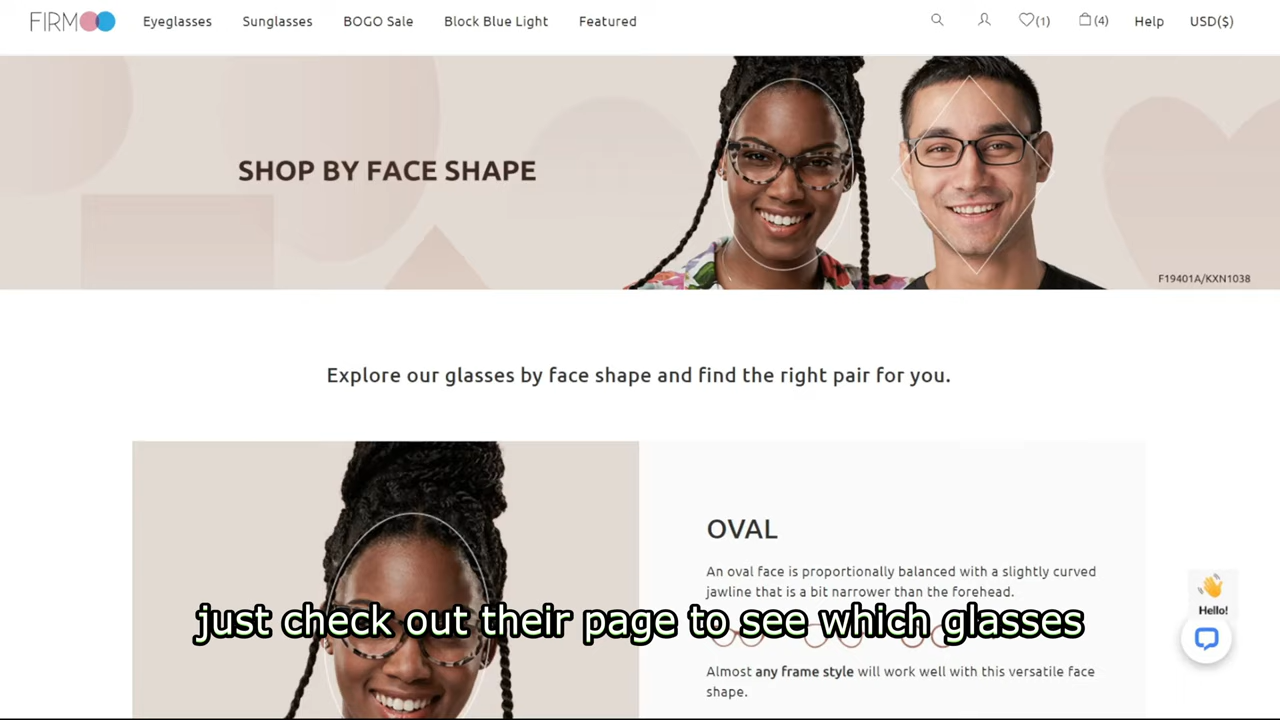 FIRMOO
Eyeglasses
Sunglasses
BOGO Sale
Block Blue Light
Featured
(1)
(4)
Help
USD($)
SHOP BY FACE SHAPE
F19401A/KXN1038
Explore our glasses by face shape and find the right pair for you.
OVAL
An oval face is proportionally balanced with a slightly curved
jawline that is a bit narrower than the forehead.
Hello!
just check out their page to see which glasses
Almost any frame style will work well with this versatile face
shape.